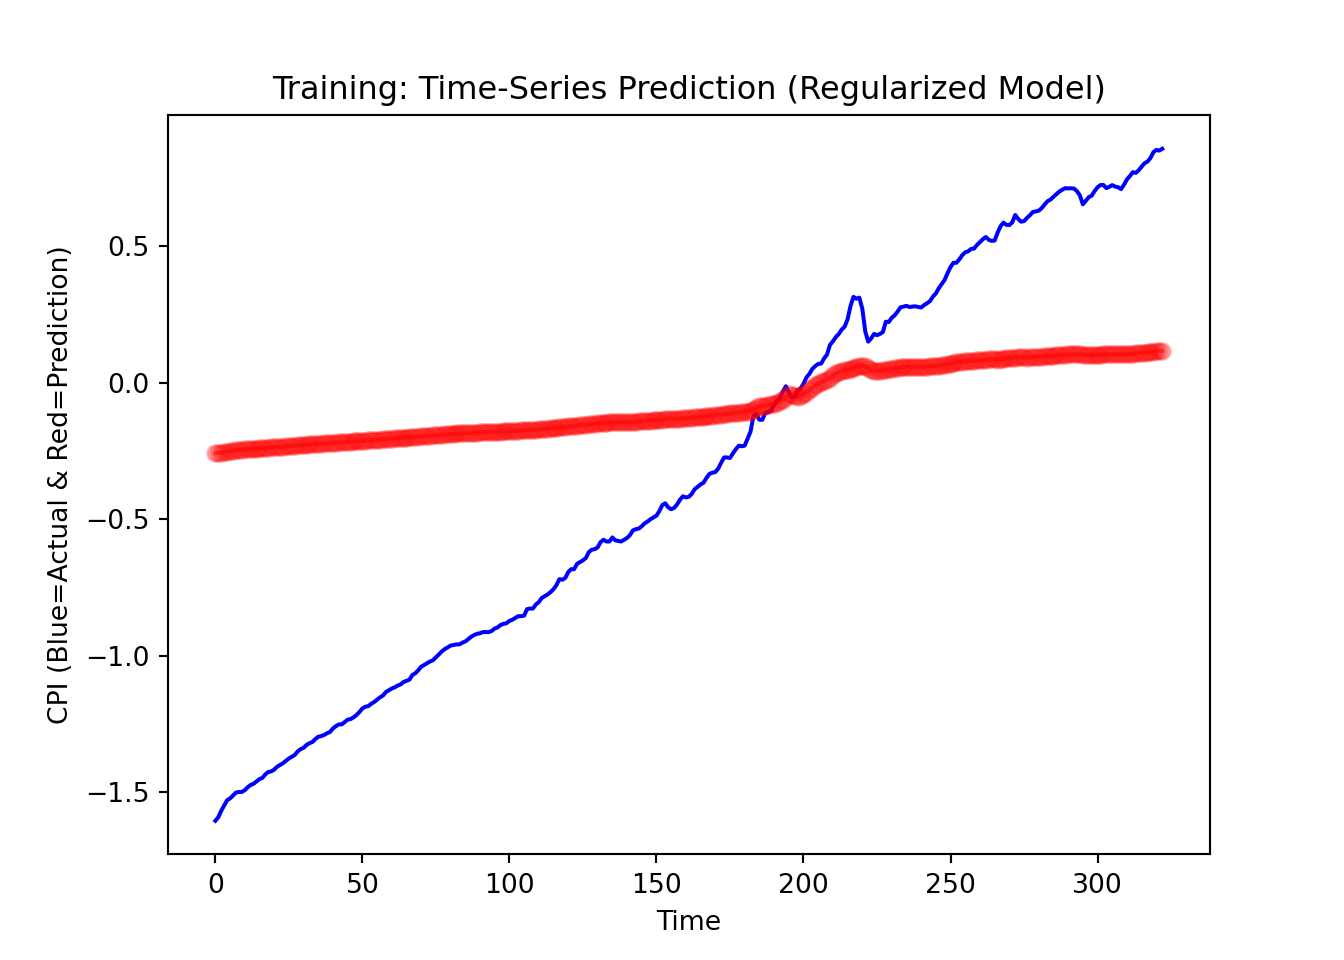 Training: Time-Series Prediction (Regularized Model)
CPI (Blue=Actual & Red=Prediction)
0.5
0.0
−0.5
−1.0
−1.5
0 50 100 150 200 250 300
Time